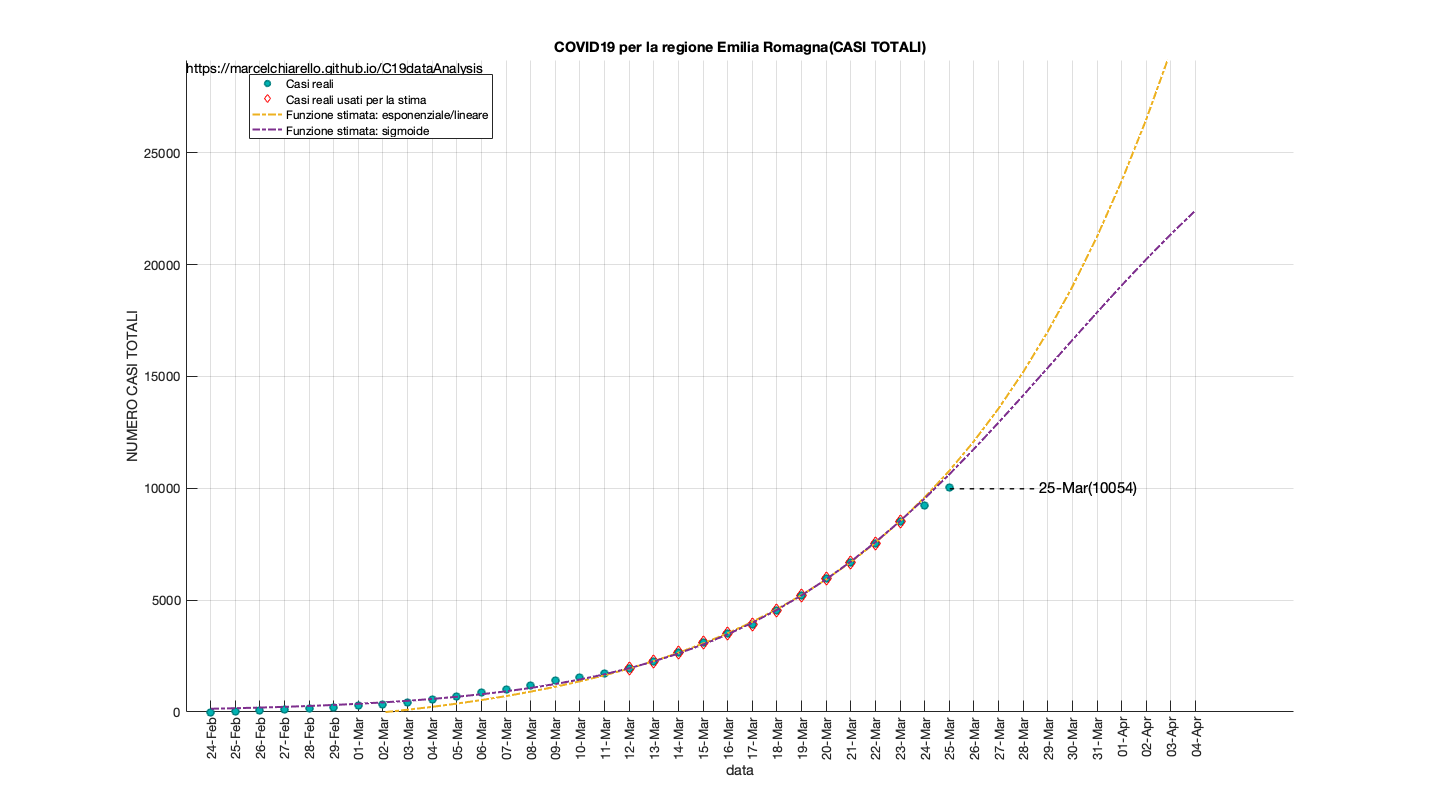 COVID19 per la regione Emilia Romagna(CASI TOTALI)
https://marcelchiarello.github.io/C19dataAnalysis
Casi reali
Casi reali usati per la stima
Funzione stimata: esponenziale/lineare
Funzione stimata: sigmoide
NUMERO CASI TOTALI
25000
20000
15000
10000
5000
0
25-Mar(10054)
24-Feb
25-Feb
26-Feb
27-Feb
28-Feb
29-Feb
01-Mar
02-Mar
03-Mar
04-Mar
05-Mar
06-Mar
07-Mar
08-Mar
09-Mar
10-Mar
11-Mar
12-Mar
13-Mar
14-Mar
15-Mar
16-Mar
17-Mar
18-Mar
19-Mar
20-Mar
21-Mar
22-Mar
23-Mar
24-Mar
25-Mar
26-Mar
27-Mar
28-Mar
29-Mar
30-Mar
31-Mar
01-Apr
02-Apr
03-Apr
04-Apr
data